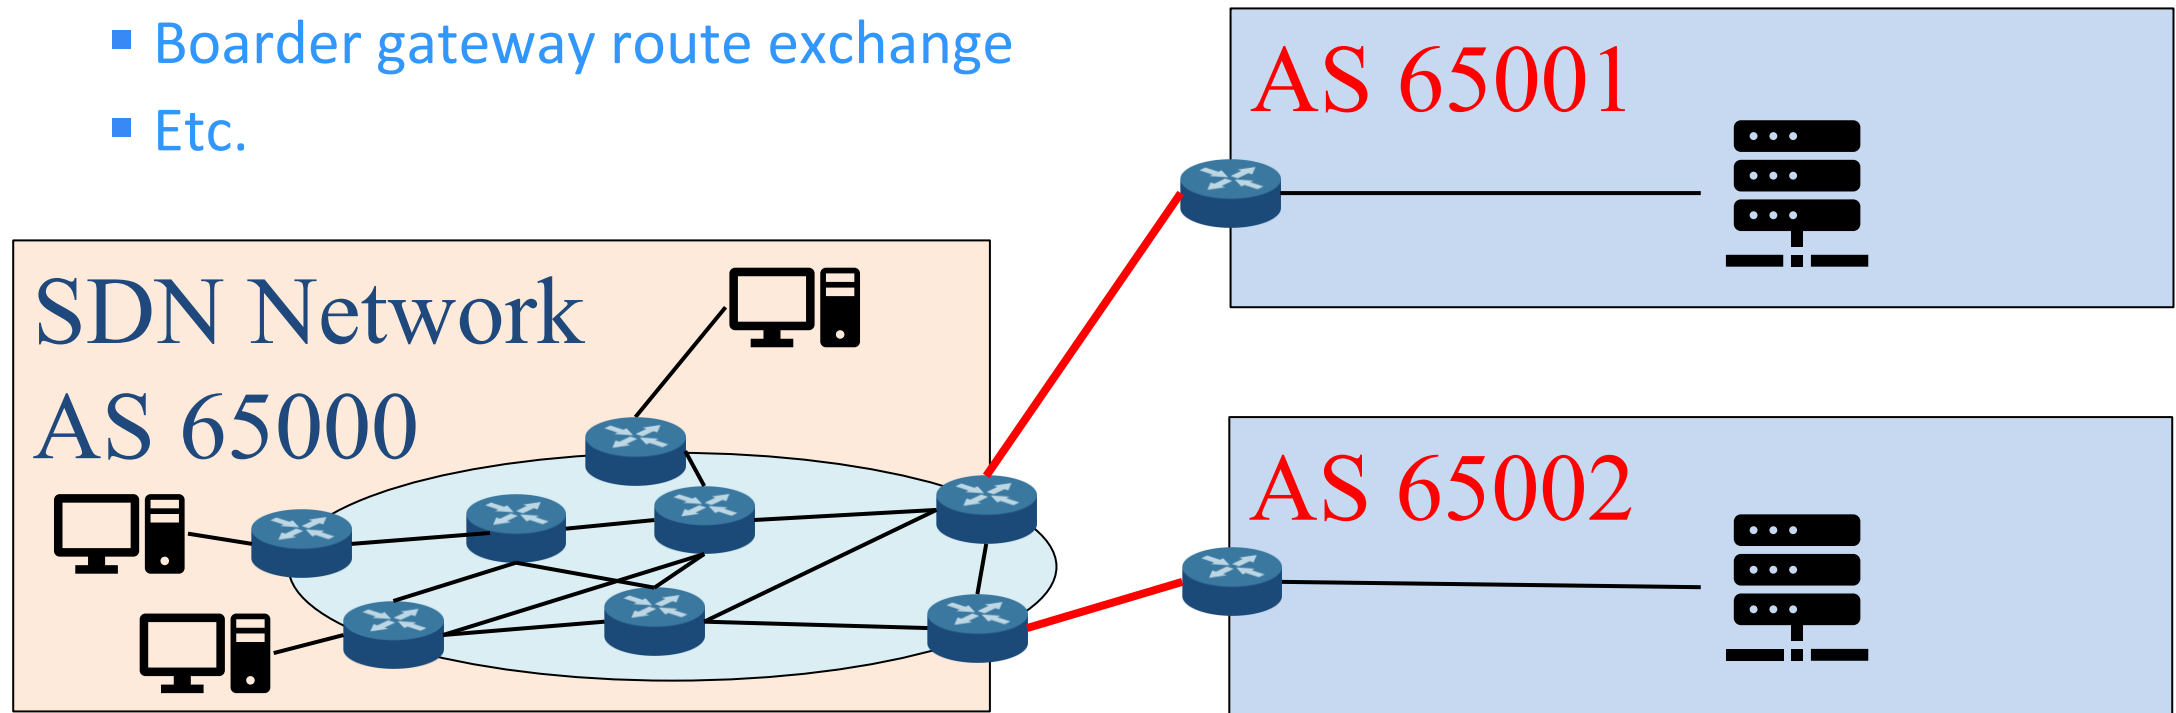 ▪ Boarder gateway route exchange
▪ Etc.
AS 65001
SDN Network
AS 65000
AS 65002